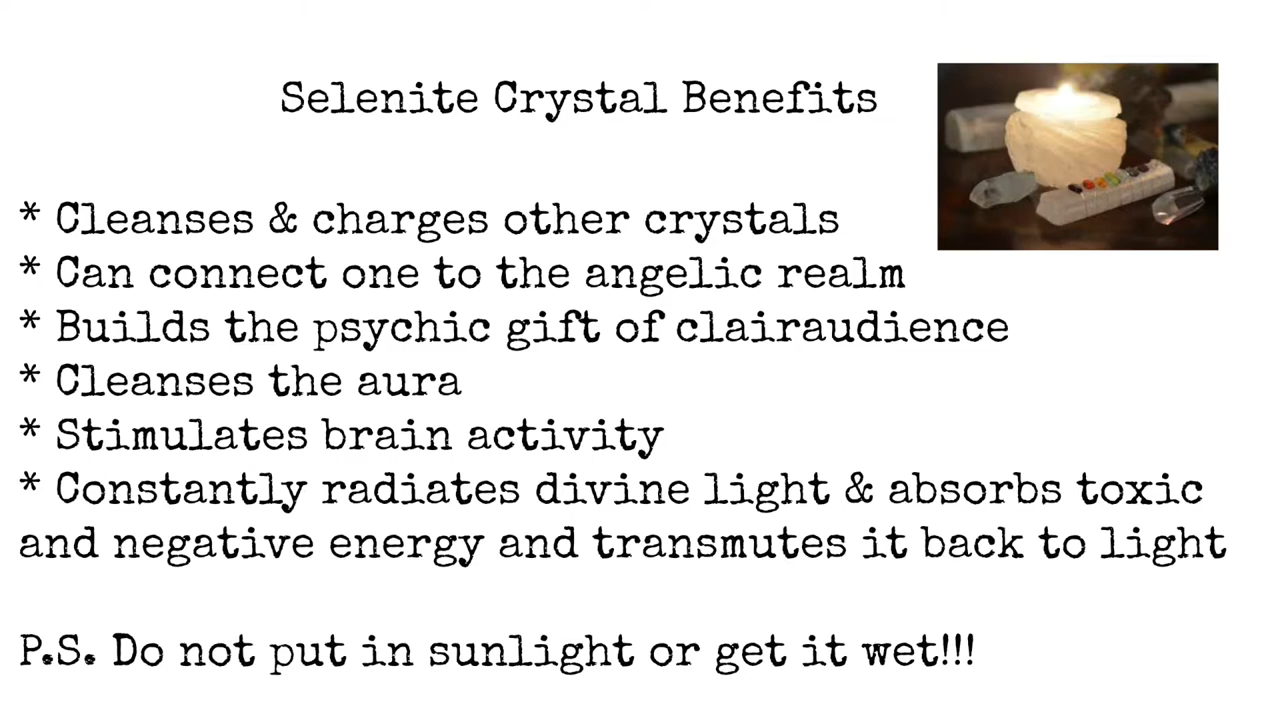 Selenite Crystal Benefits
* Cleanses & charges other crystals
* Can connect one to the angelic realm
* Builds the psychic gift of clairaudience
* Cleanses the aura
* Stimulates brain activity
* Constantly radiates divine light & absorbs toxic
and negative energy and transmutes it back to light
P.S. Do not put in sunlight or get it wet!!!